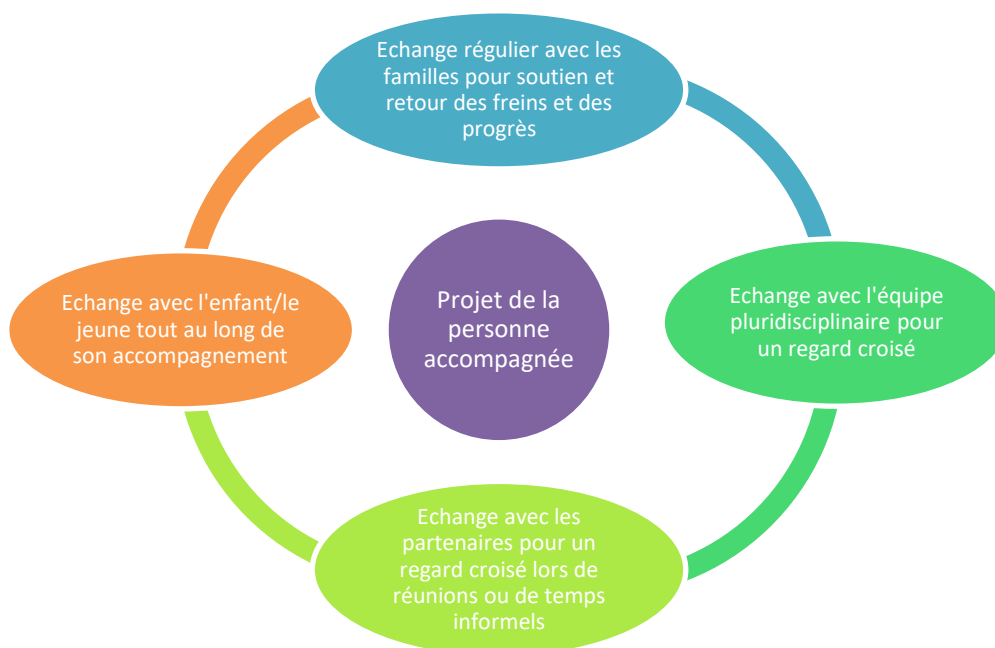 Echange régulier avec les
familles pour soutien et
retour des freins et des
progrès
Echange avec l'enfant/le
jeune tout au long de
son accompagnement
Projet de la
personne
accompagnée
Echange avec l'équipe
pluridisciplinaire pour
un regard croisé
Echange avec les
partenaires pour un
regard croisé lors de
réunions ou de temps
informels